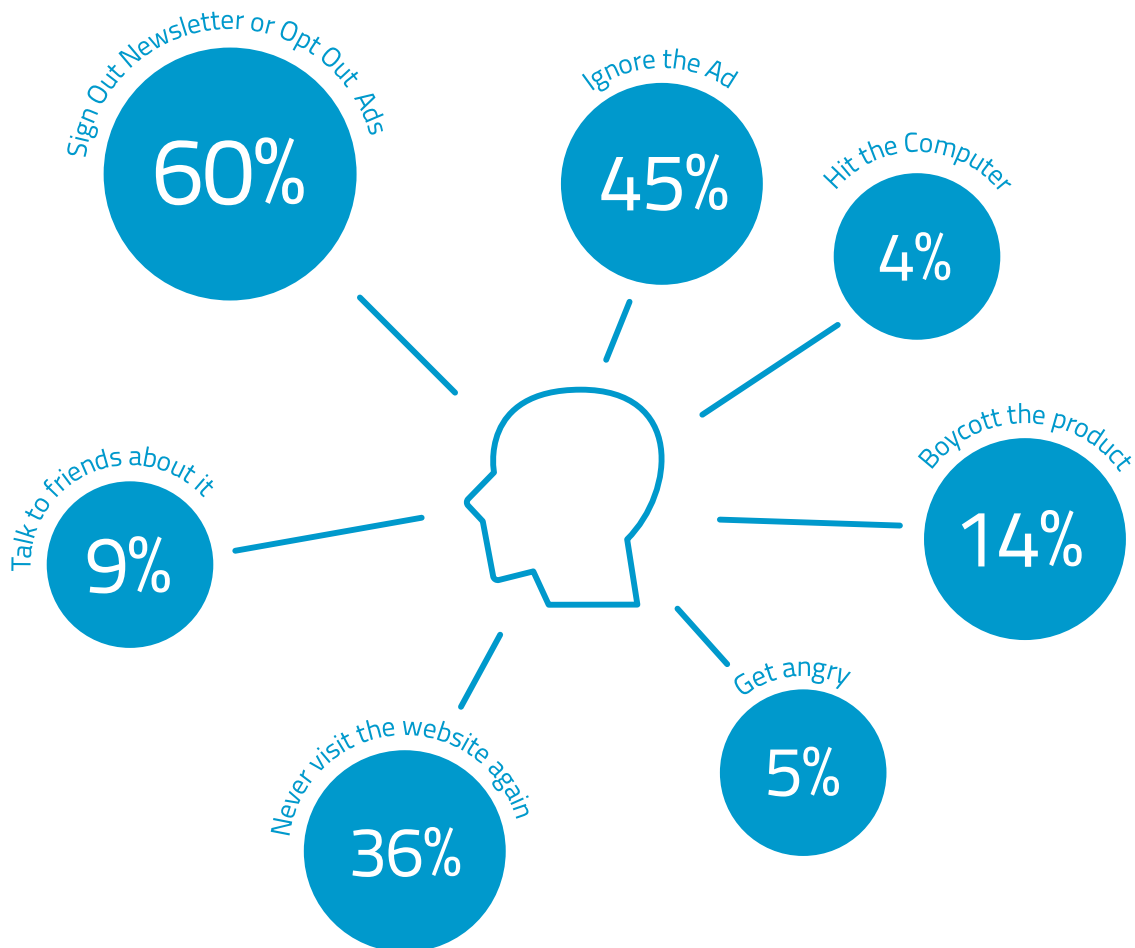 Sign Out Newsletter or Opt Out Ads
60%
Ignore the Ad
45%
Hit the Computer
4%
Talk to friends about it
9%
Boycott the product
14%
Never visit the website again
36%
Get angry
5%